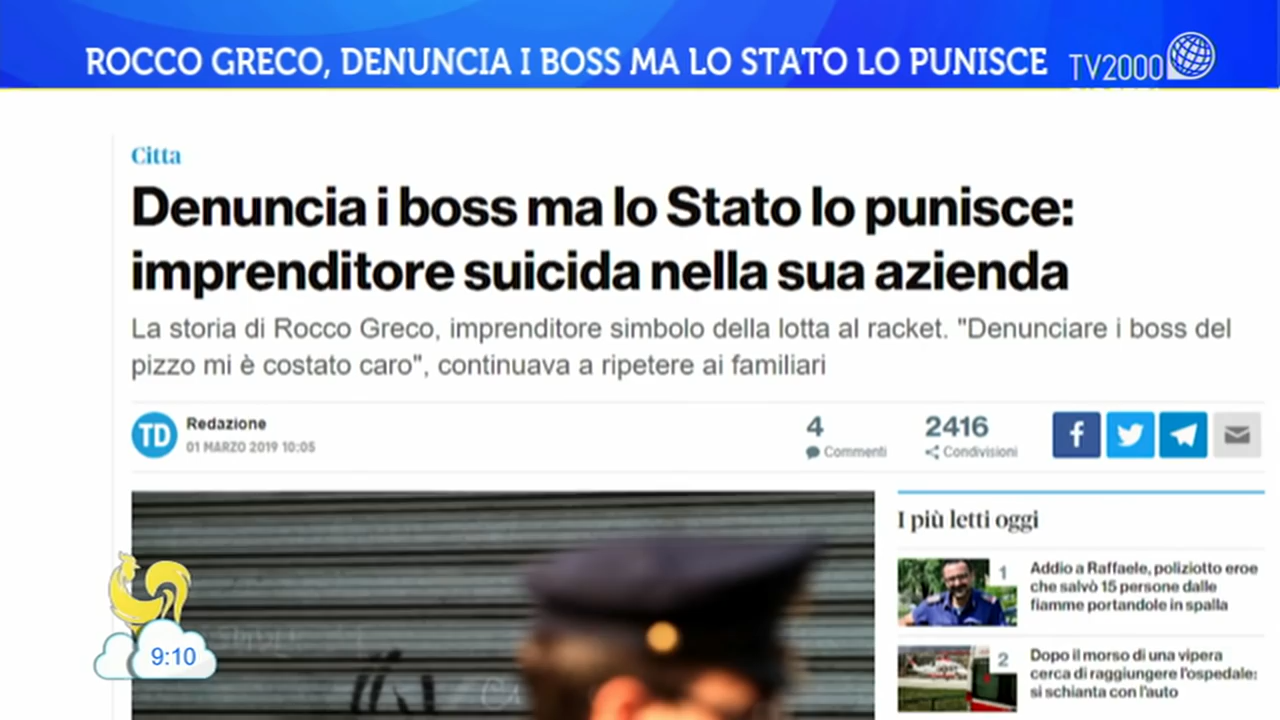 ROCCO GRECO, DENUNCIA I BOSS MA LO STATO LO PUNISCE
TV2000
Citta
Denuncia i boss ma lo Stato lo punisce:
imprenditore suicida nella sua azienda
La storia di Rocco Greco, imprenditore simbolo della lotta al racket. "Denunciare i boss del
pizzo mi è costato caro", continuava a ripetere ai familiari
TD
Redazione
01 MARZO 2019 10:05
4
Commenti
2416
Condivisioni
I più letti oggi
1
Addio a Raffaele, poliziotto eroe
che salvò 15 persone dalle
fiamme portandole in spalla
2
Dopo il morso di una vipera
cerca di raggiungere l'ospedale:
si schianta con l'auto
9:10